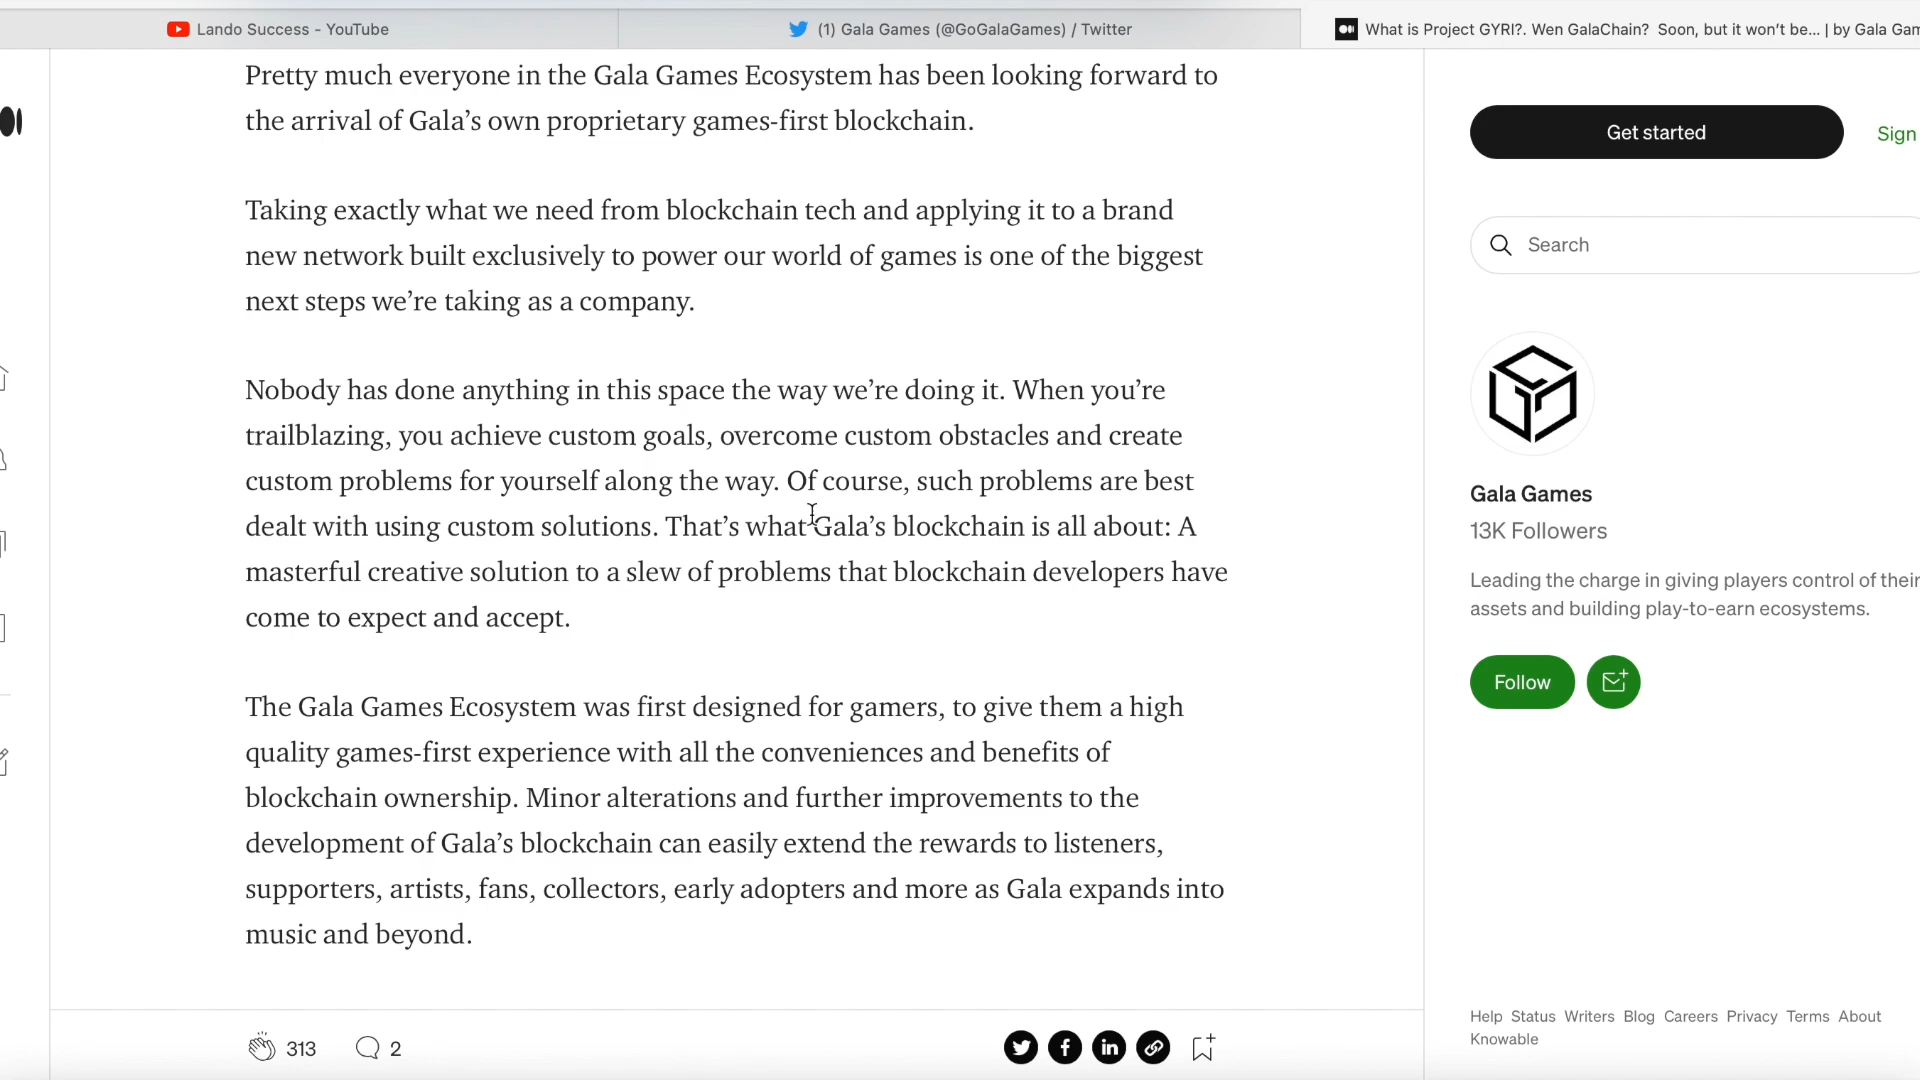 Lando Success - YouTube
(1) Gala Games (@GoGalaGames) / Twitter
What is Project GYRI?. Wen GalaChain? Soon, but it won’t be... | by Gala Gam
Pretty much everyone in the Gala Games Ecosystem has been looking forward to
the arrival of Gala’s own proprietary games-first blockchain.
Taking exactly what we need from blockchain tech and applying it to a brand
new network built exclusively to power our world of games is one of the biggest
next steps we’re taking as a company.
Nobody has done anything in this space the way we’re doing it. When you’re
trailblazing, you achieve custom goals, overcome custom obstacles and create
custom problems for yourself along the way. Of course, such problems are best
dealt with using custom solutions. That’s what Gala’s blockchain is all about: A
masterful creative solution to a slew of problems that blockchain developers have
come to expect and accept.
The Gala Games Ecosystem was first designed for gamers, to give them a high
quality games-first experience with all the conveniences and benefits of
blockchain ownership. Minor alterations and further improvements to the
development of Gala’s blockchain can easily extend the rewards to listeners,
supporters, artists, fans, collectors, early adopters and more as Gala expands into
music and beyond.
313
2
Get started
Sign
Search
Gala Games
13K Followers
Leading the charge in giving players control of their
assets and building play-to-earn ecosystems.
Follow
Help Status Writers Blog Careers Privacy Terms About
Knowable